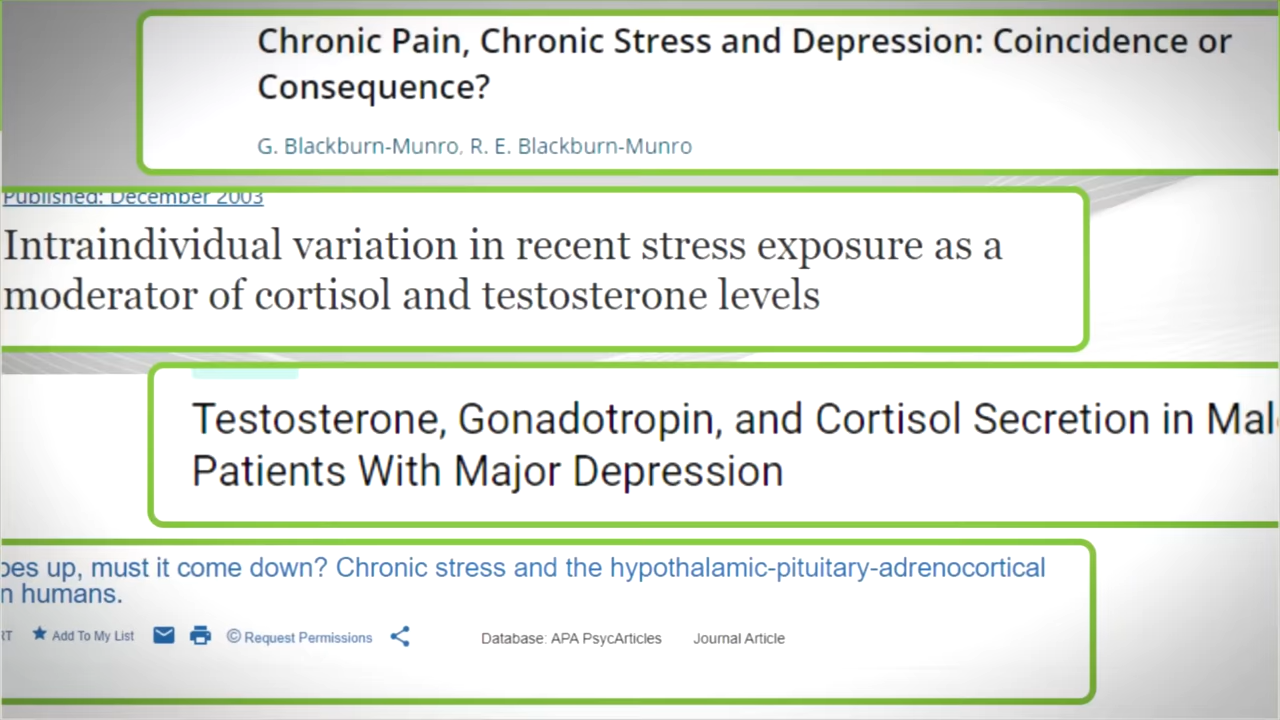 Chronic Pain, Chronic Stress and Depression: Coincidence or
Consequence?
G. Blackburn-Munro, R. E. Blackburn-Munro
Published: December 2003
Intraindividual variation in recent stress exposure as a
moderator of cortisol and testosterone levels
Testosterone, Gonadotropin, and Cortisol Secretion in
Patients With Major Depression
up, must it come down? Chronic stress and the hypothalamic-pituitary-adrenocortical
humans.
Add To My List © Request Permissions Database: APA PsycArticles Journal Article